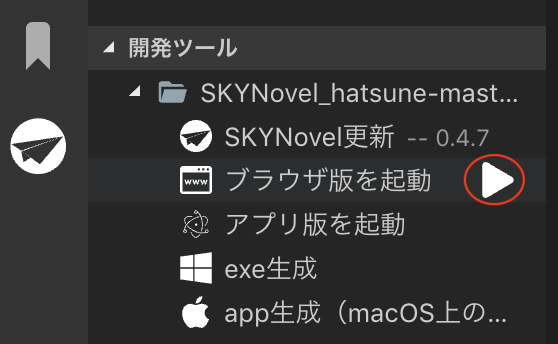 開発ツール
SKYNovel_hatsune-mast...
SKYNovel更新 -- 0.4.7
www ブラウザ版を起動
アプリ版を起動
exe生成
app生成（macOS上の...